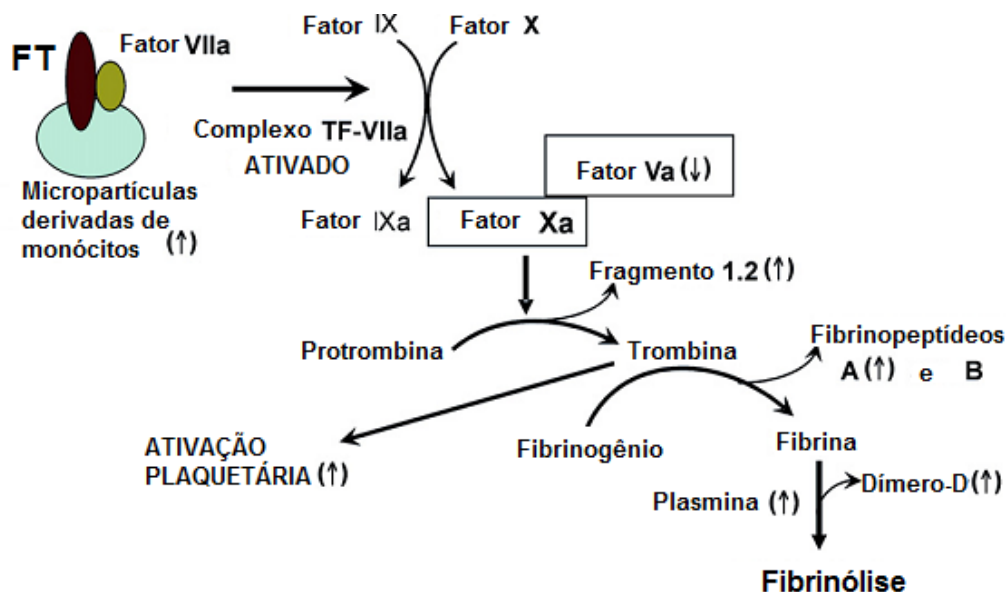 Fator IX
Fator X
FT
Fator VIIa
Complexo TF-VIIa
ATIVADO
Fator Va (↓)
Micropartículas
derivadas de
monócitos (↑)
Fator IXa
Fator Xa
Fragmento 1.2 (↑)
Protrombina
Trombina
Fibrinopeptídeos
A (↑) e B
ATIVAÇÃO
PLAQUETÁRIA (↑)
Fibrinogênio
Fibrina
Plasmina (↑)
Dímero-D (↑)
Fibrinólise